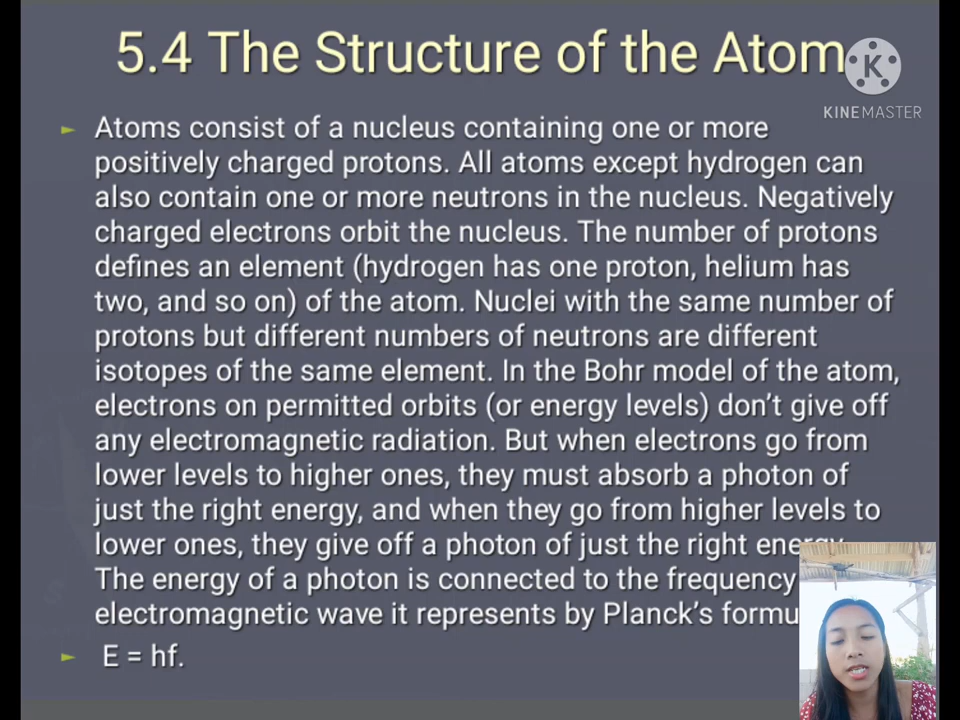 5.4 The Structure of the Atom
K
KINEMASTER
► Atoms consist of a nucleus containing one or more
positively charged protons. All atoms except hydrogen can
also contain one or more neutrons in the nucleus. Negatively
charged electrons orbit the nucleus. The number of protons
defines an element (hydrogen has one proton, helium has
two, and so on) of the atom. Nuclei with the same number of
protons but different numbers of neutrons are different
isotopes of the same element. In the Bohr model of the atom,
electrons on permitted orbits (or energy levels) don’t give off
any electromagnetic radiation. But when electrons go from
lower levels to higher ones, they must absorb a photon of
just the right energy, and when they go from higher levels to
lower ones, they give off a photon of just the right energy.
The energy of a photon is connected to the frequency
electromagnetic wave it represents by Planck’s formu
► E = hf.